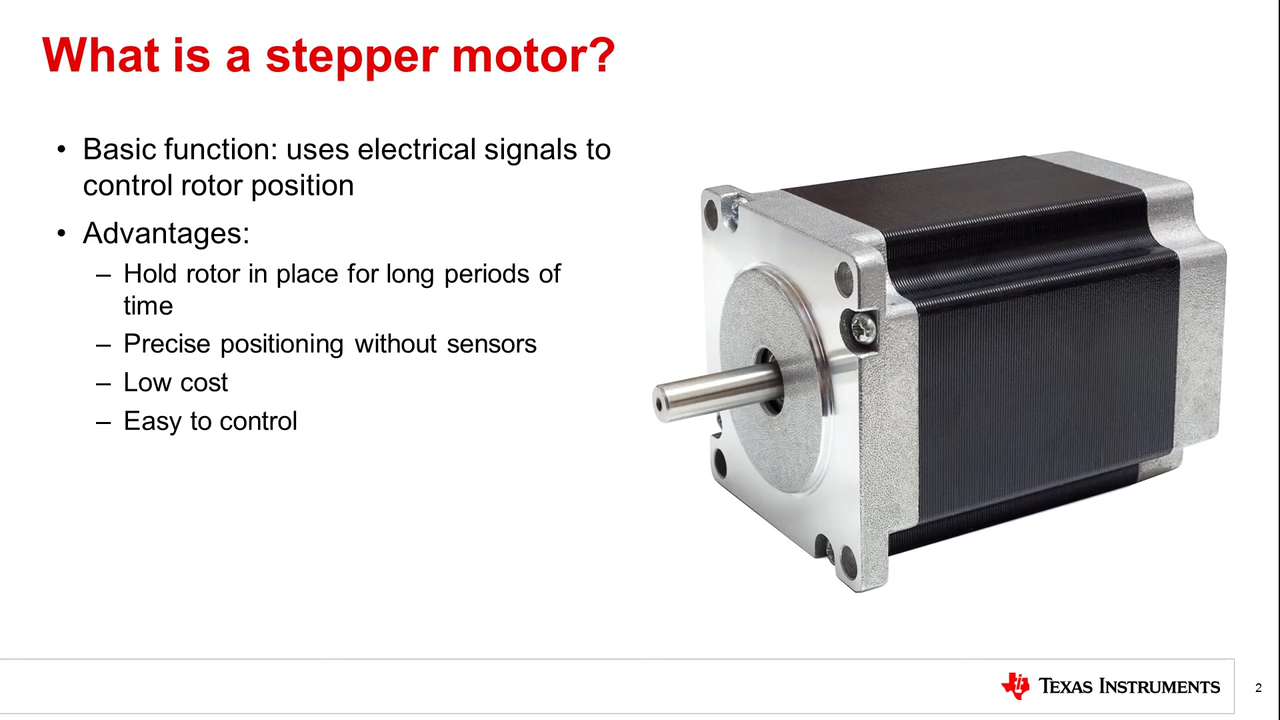 What is a stepper motor?
• Basic function: uses electrical signals to
control rotor position
• Advantages:
– Hold rotor in place for long periods of
time
– Precise positioning without sensors
– Low cost
– Easy to control
TEXAS INSTRUMENTS
2